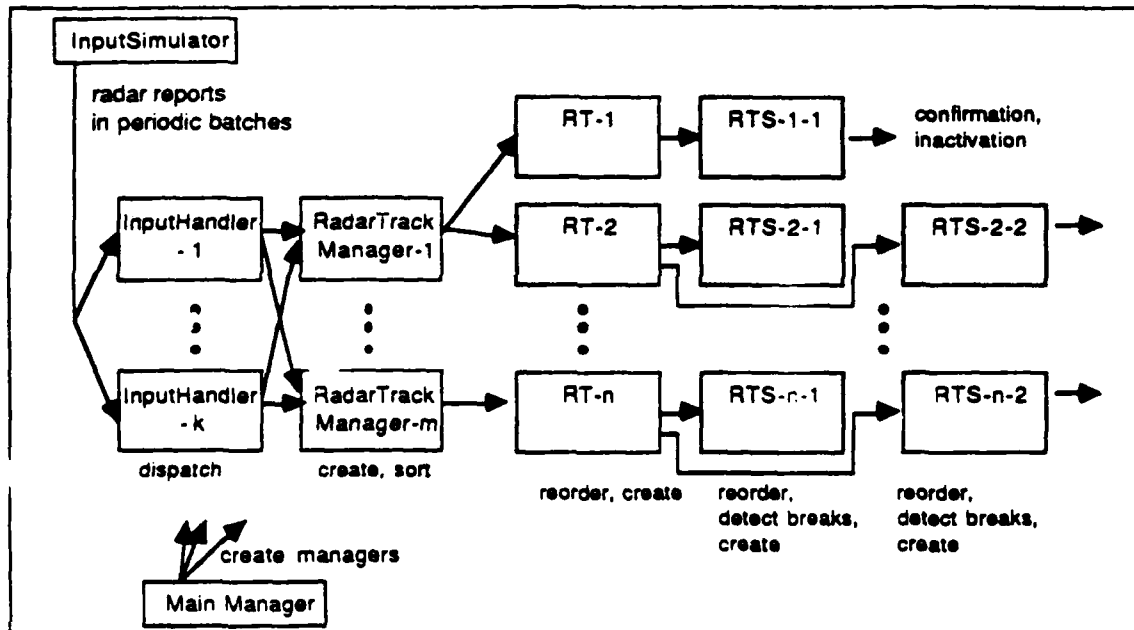 InputSimulator
radar reports
in periodic batches
RT-1
RTS-1-1
confirmation,
inactivation
InputHandler
- 1
RadarTrack
Manager-1
RT-2
RTS-2-1
RTS-2-2
InputHandler
-k
RadarTrack
Manager-m
RT-n
RTS-n-1
RTS-n-2
dispatch
create, sort
reorder, create
reorder,
detect breaks,
create
reorder,
detect breaks,
create
create managers
Main Manager